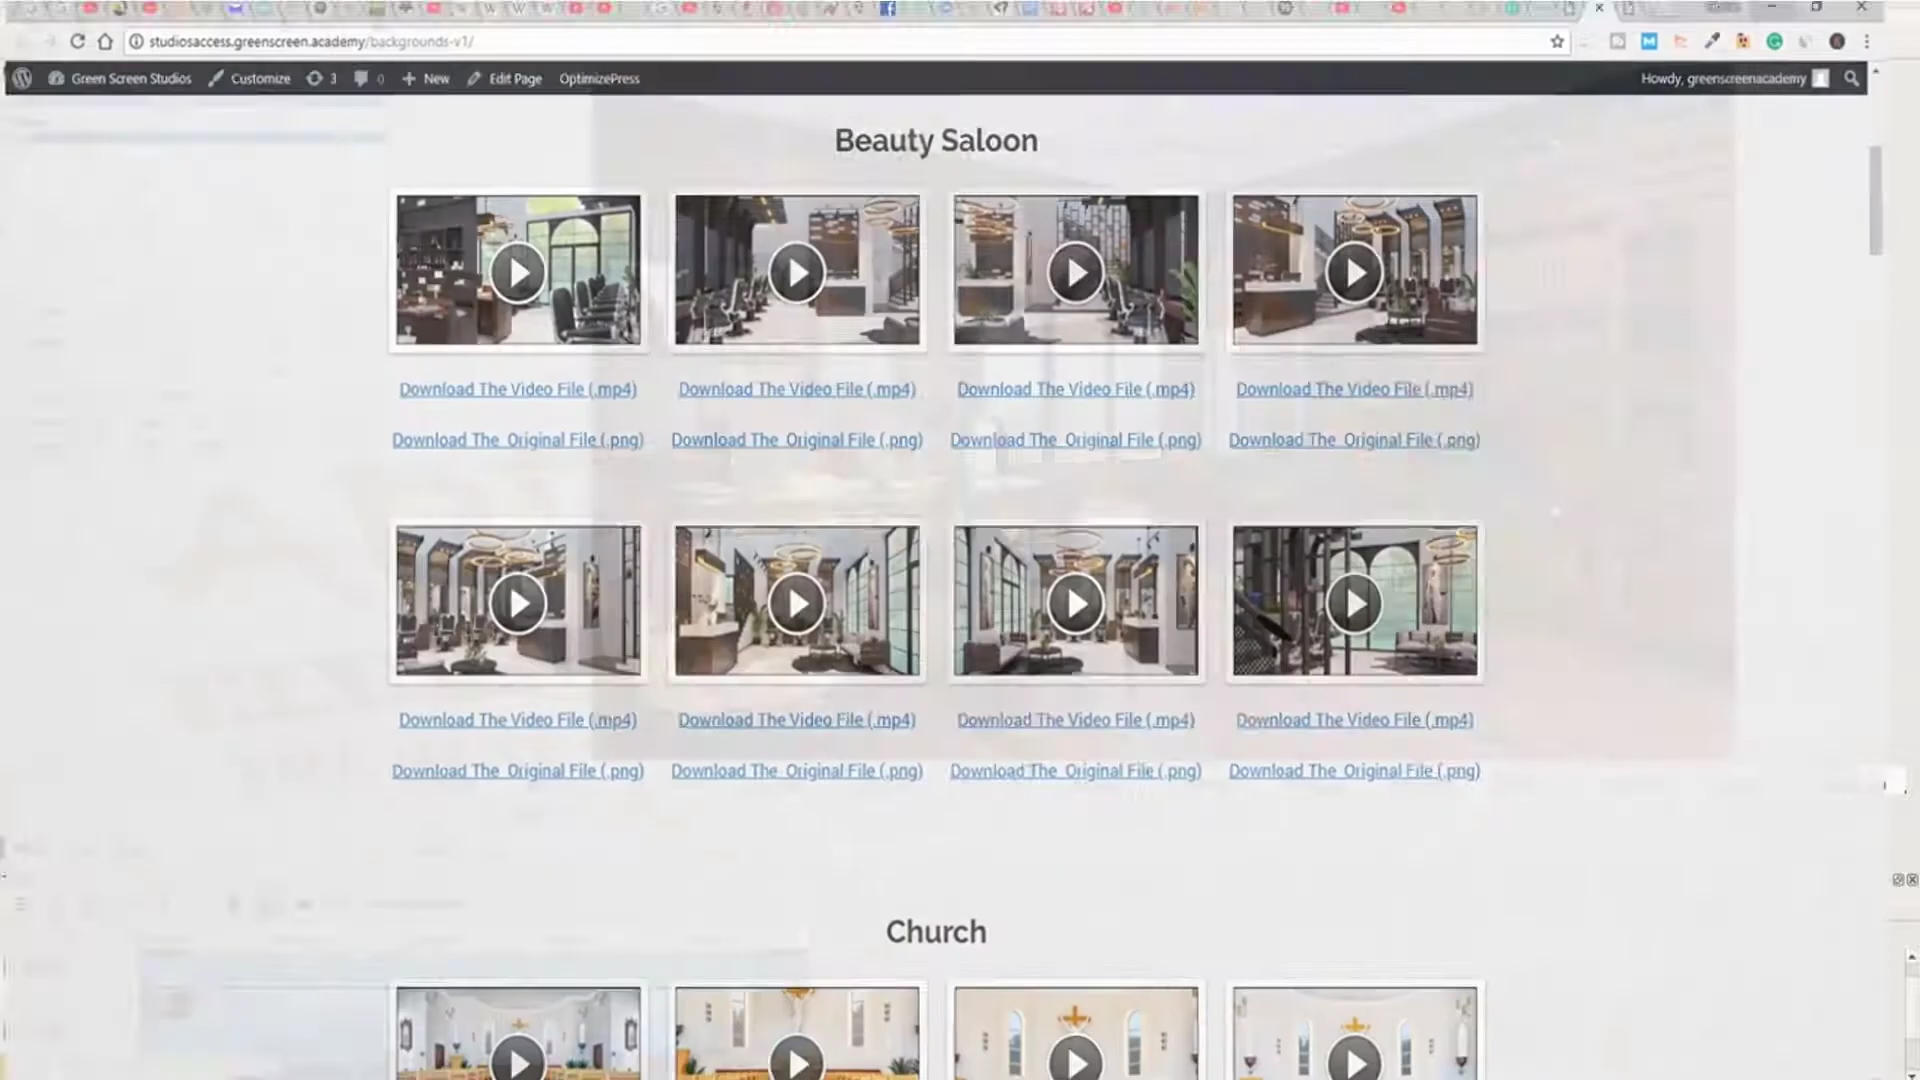 studiosaccess.greenscreen.academy/backgrounds-v1/
Green Screen Studios Customize 3 0 New Edit Page OptimizePress Howdy, greenscreenacademy
Beauty Saloon
Download The Video File (.mp4) Download The Video File (.mp4) Download The Video File (.mp4) Download The Video File (.mp4)
Download The Original File (.png) Download The Original File (.png) Download The Original File (.png) Download The Original File (.png)
Download The Video File (.mp4) Download The Video File (.mp4) Download The Video File (.mp4) Download The Video File (.mp4)
Download The Original File (.png) Download The Original File (.png) Download The Original File (.png) Download The Original File (.png)
Church